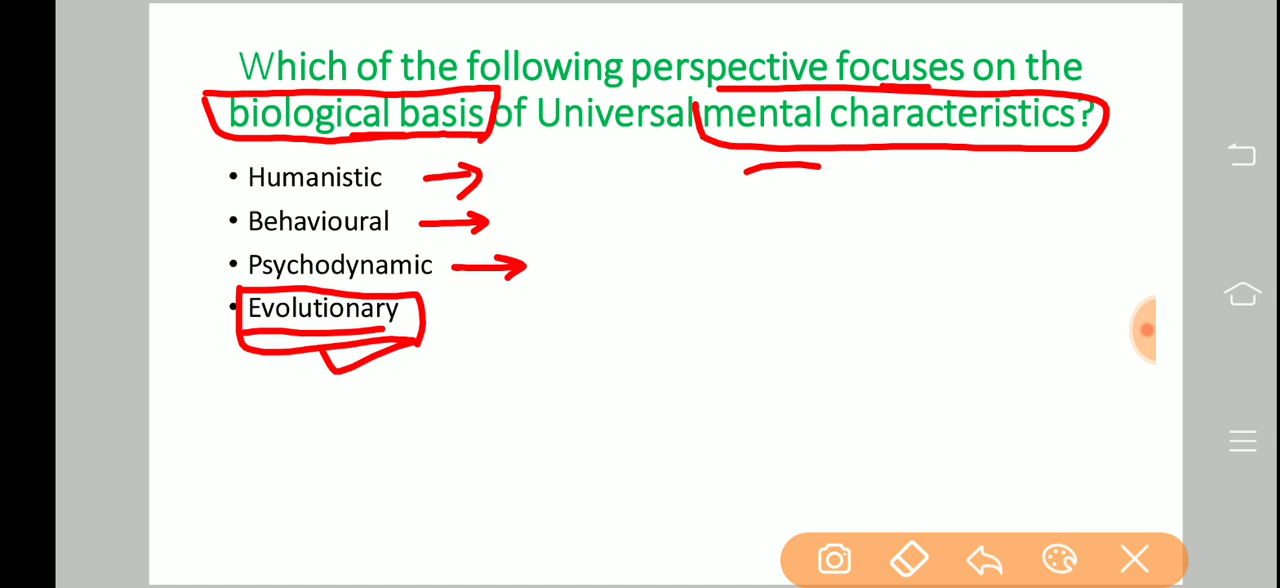 Which of the following perspective focuses on the
biological basis of Universal mental characteristics?
• Humanistic
• Behavioural
• Psychodynamic
• Evolutionary